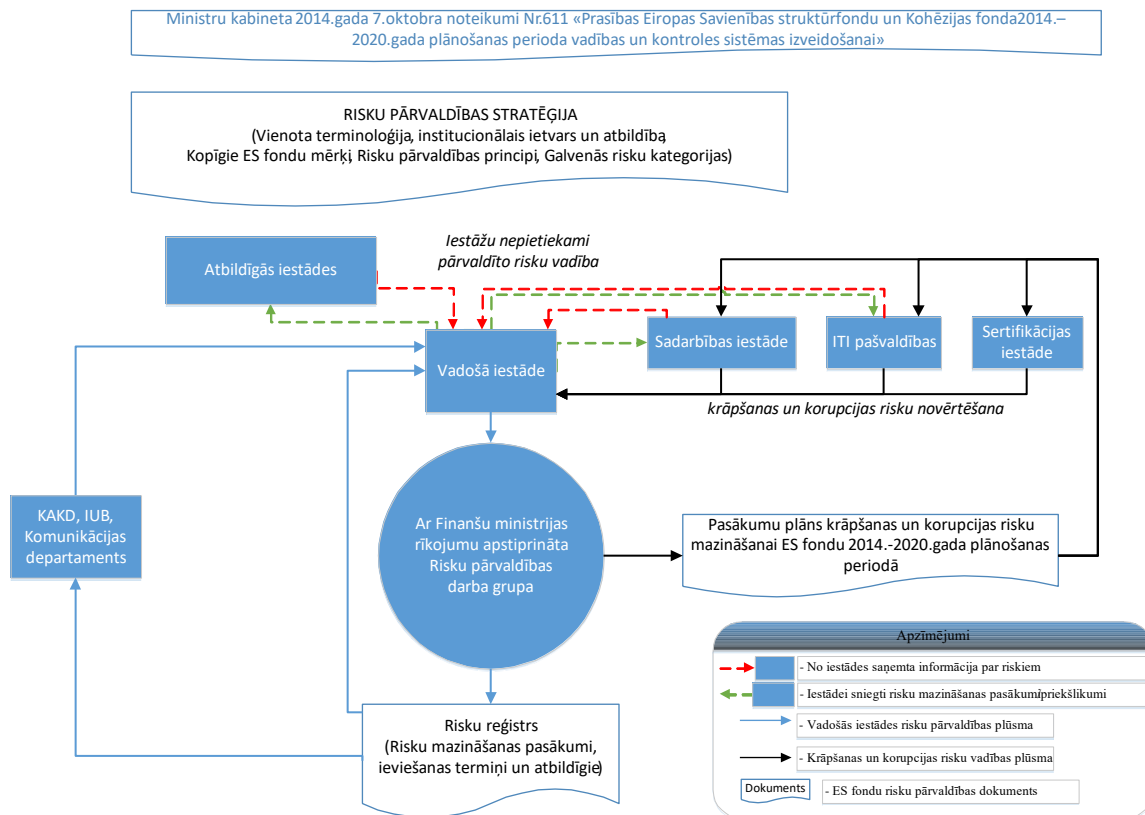 Ministru kabineta 2014.gada 7.oktobra noteikumi Nr.611 «Prasības Eiropas Savienības struktūrfondu un Kohēzijas fonda2014.–
2020.gada plānošanas perioda vadības un kontroles sistēmas izveidošanai»
RISKU PĀRVALDĪBAS STRATĒĢIJA
(Vienota terminoloģija, institucionālais ietvars un atbildība,
Kopīgie ES fondu mērķi, Risku pārvaldības principi, Galvenās risku kategorijas)
Iestāžu nepietiekami
pārvaldīto risku vadība
Atbildīgās iestādes
Vadošā iestāde
Sadarbības iestāde
ITI pašvaldības
Sertifikācijas
iestāde
krāpšanas un korupcijas risku novērtēšana
KAKD, IUB,
Komunikācijas
departaments
Ar Finanšu ministrijas
rīkojumu apstiprināta
Risku pārvaldības
darba grupa
Pasākumu plāns krāpšanas un korupcijas risku
mazināšanai ES fondu 2014.-2020.gada plānošanas
periodā
Risku reģistrs
(Risku mazināšanas pasākumi,
ieviešanas termiņi un atbildīgie)
Apzīmējumi
- No iestādes saņemta informācija par riskiem
- Iestādei sniegti risku mazināšanas pasākumi/priekšlikumi
- Vadošās iestādes risku pārvaldības plūsma
- Krāpšanas un korupcijas risku vadības plūsma
Dokuments
- ES fondu risku pārvaldības dokuments